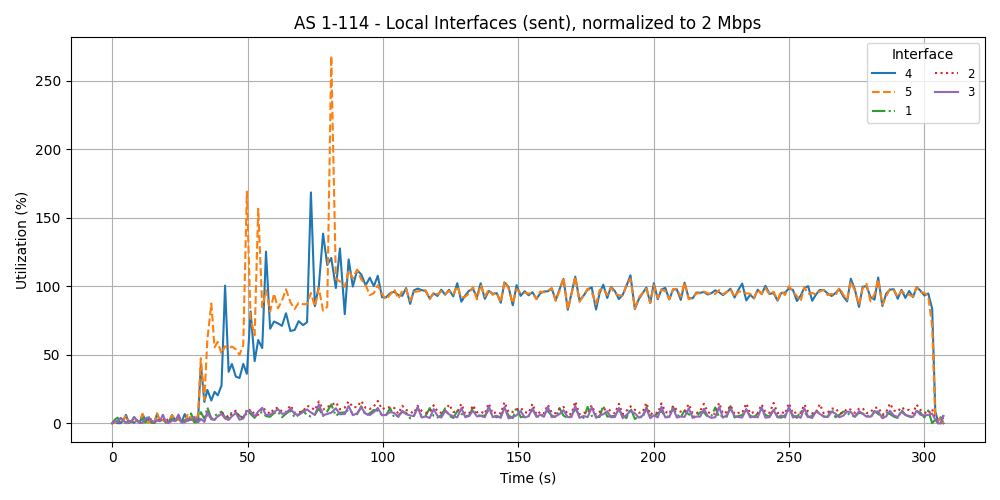 AS 1-114 - Local Interfaces (sent), normalized to 2 Mbps
Interface
4
5
1
2
3
Utilization (%)
250
200
150
100
50
0
0 50 100 150 200 250 300
Time (s)